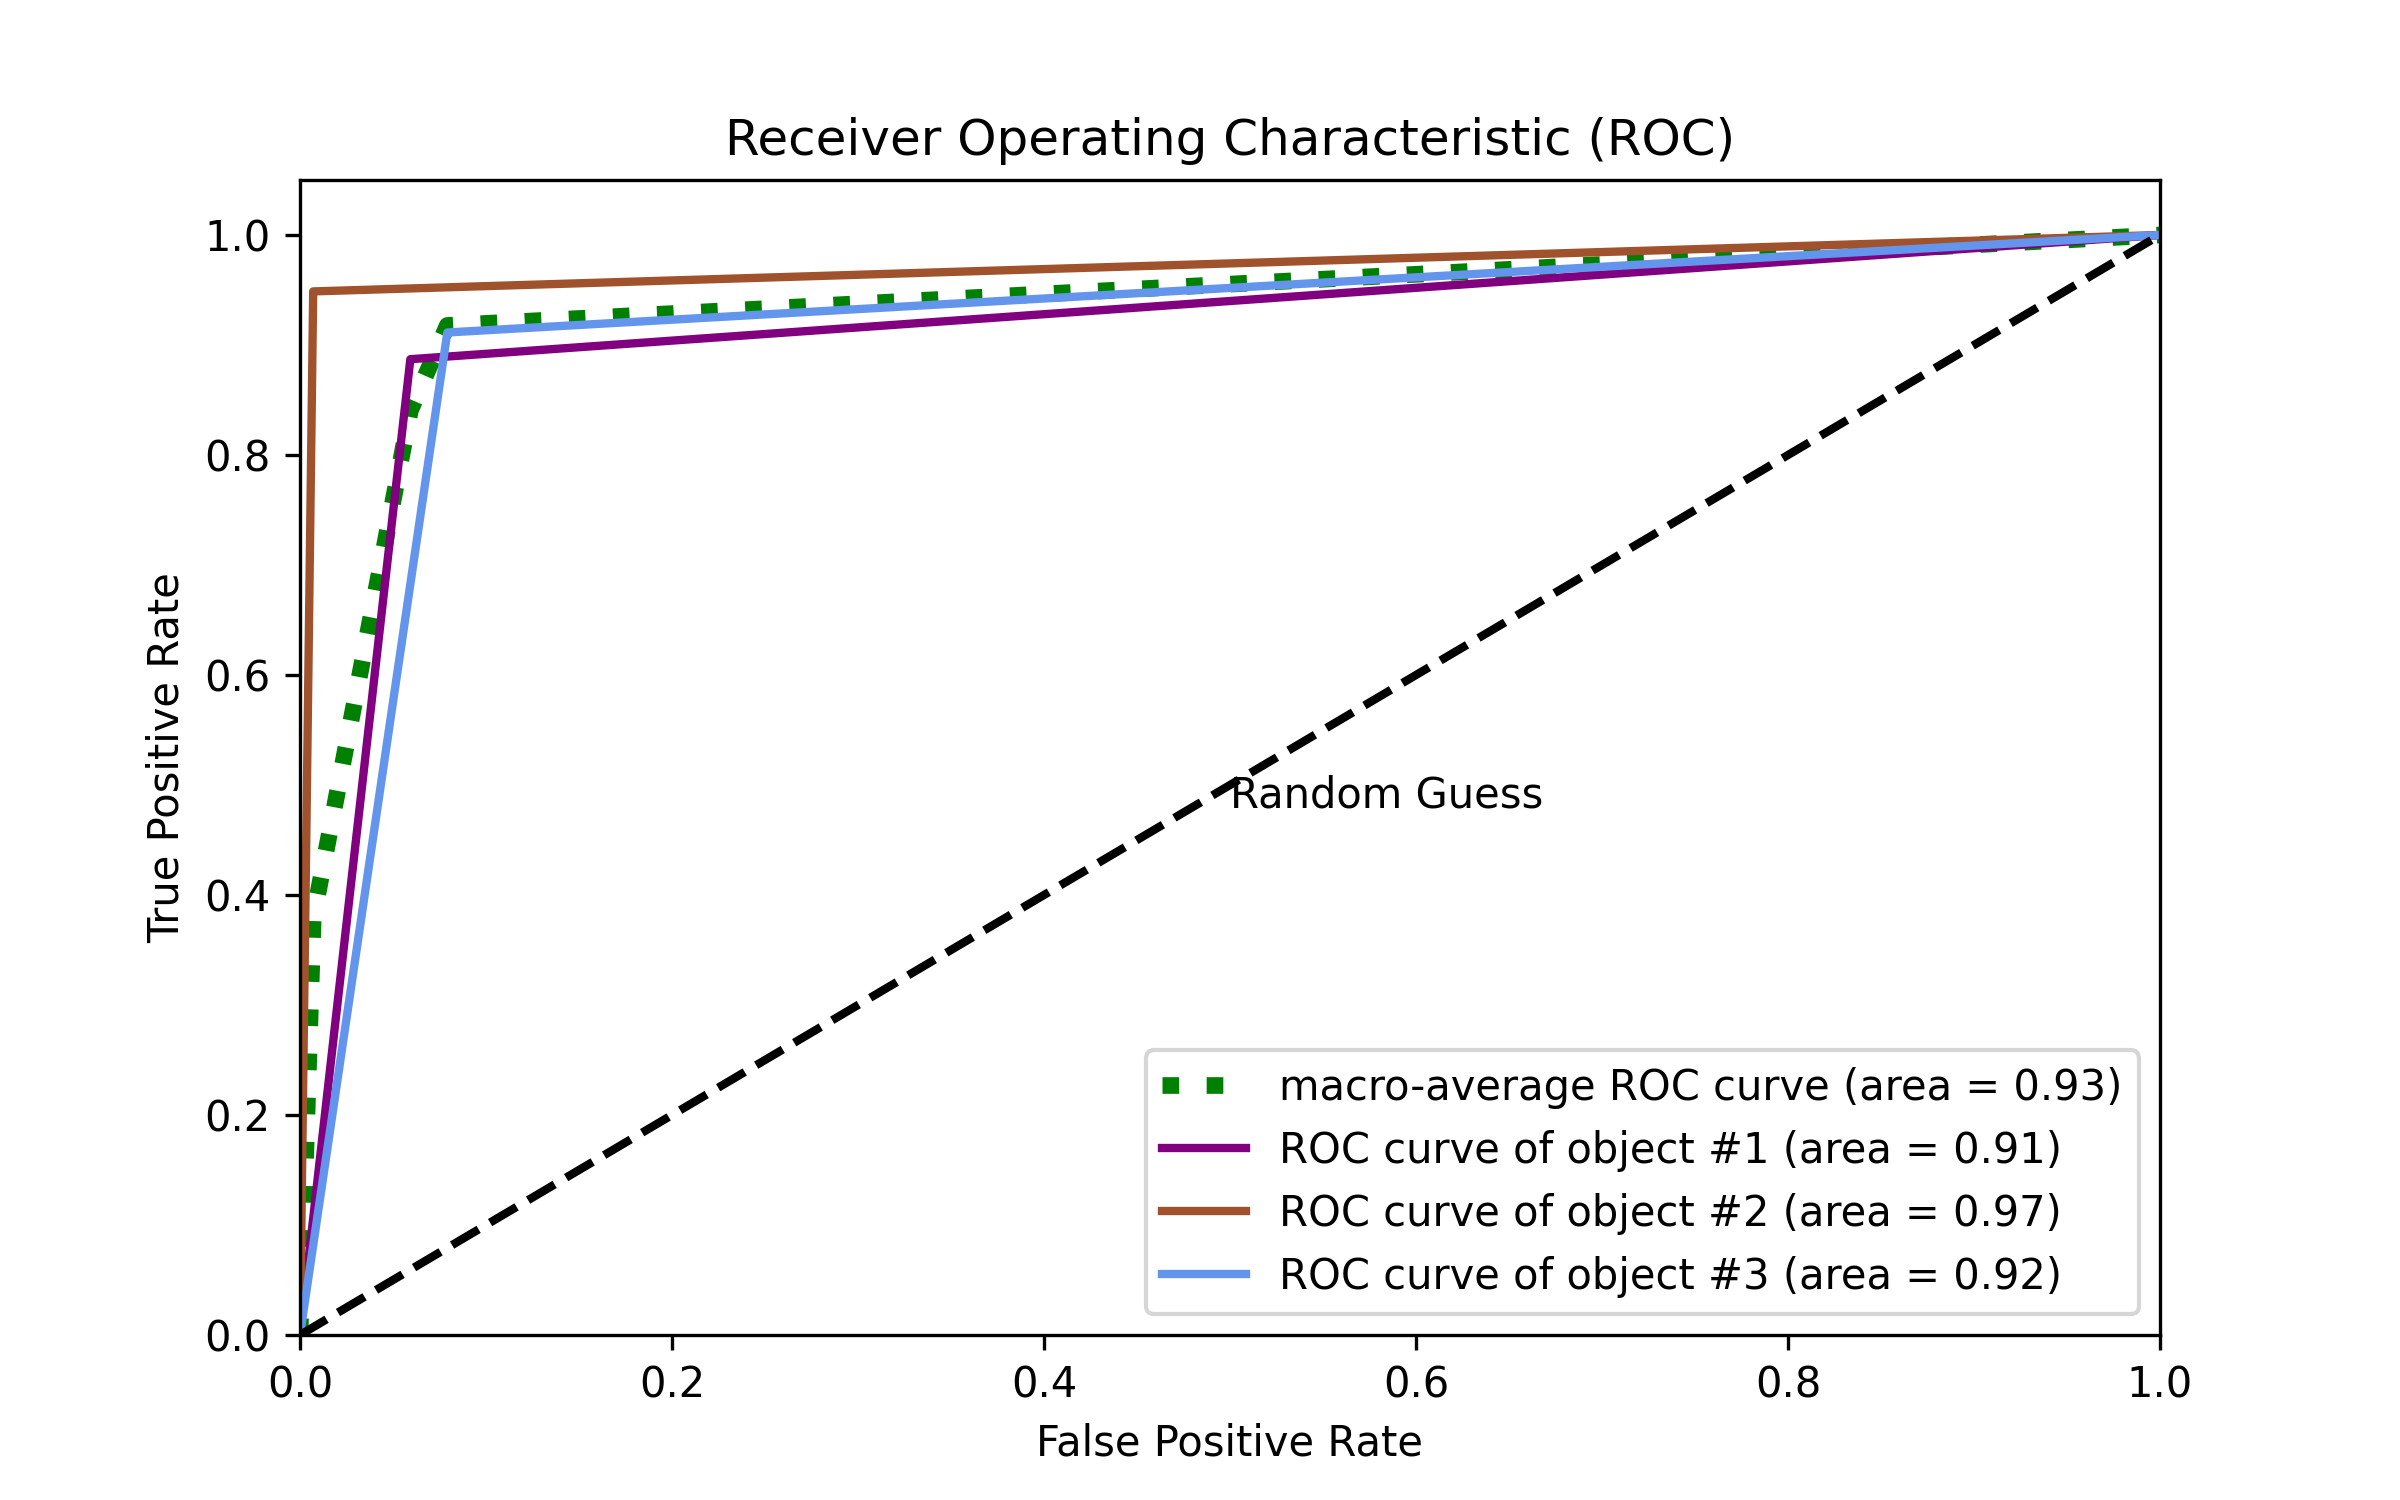 Receiver Operating Characteristic (ROC)
1.0
0.8
0.6
0.4
0.2
0.0
True Positive Rate
Random Guess
macro-average ROC curve (area = 0.93)
ROC curve of object #1 (area = 0.91)
ROC curve of object #2 (area = 0.97)
ROC curve of object #3 (area = 0.92)
0.0 0.2 0.4 0.6 0.8 1.0
False Positive Rate